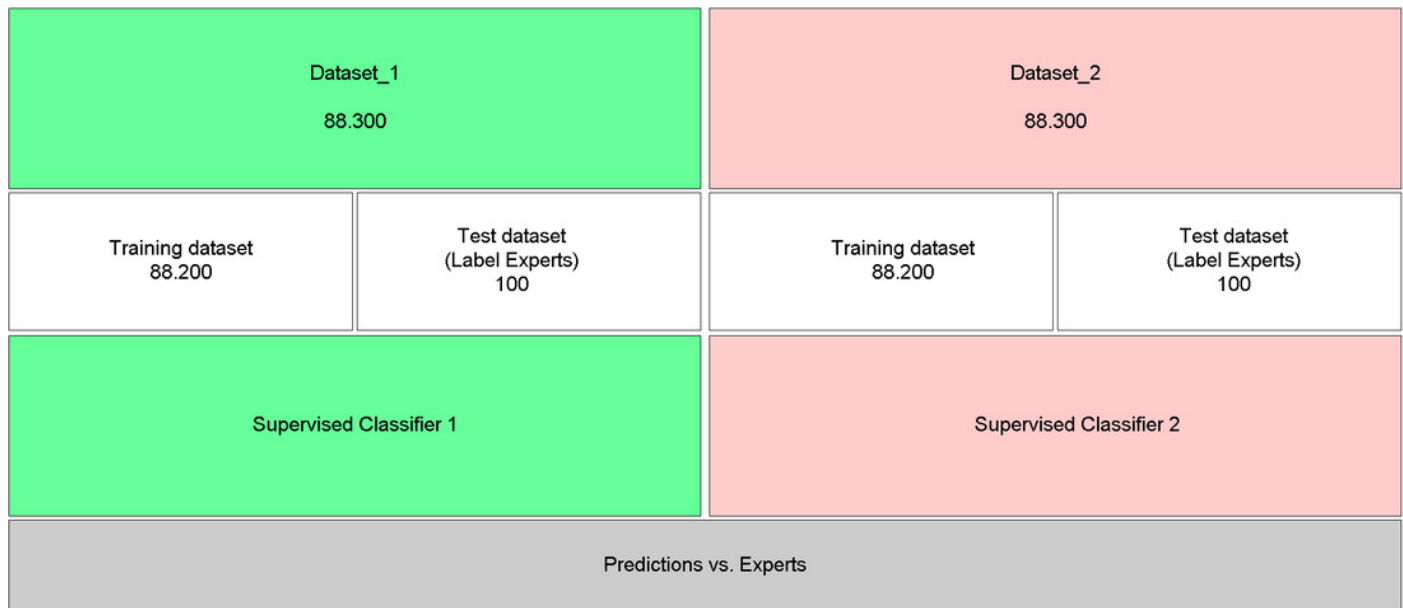 Dataset_1
88.300
Dataset_2
88.300
Training dataset
88.200
Test dataset
(Label Experts)
100
Training dataset
88.200
Test dataset
(Label Experts)
100
Supervised Classifier 1
Supervised Classifier 2
Predictions vs. Experts